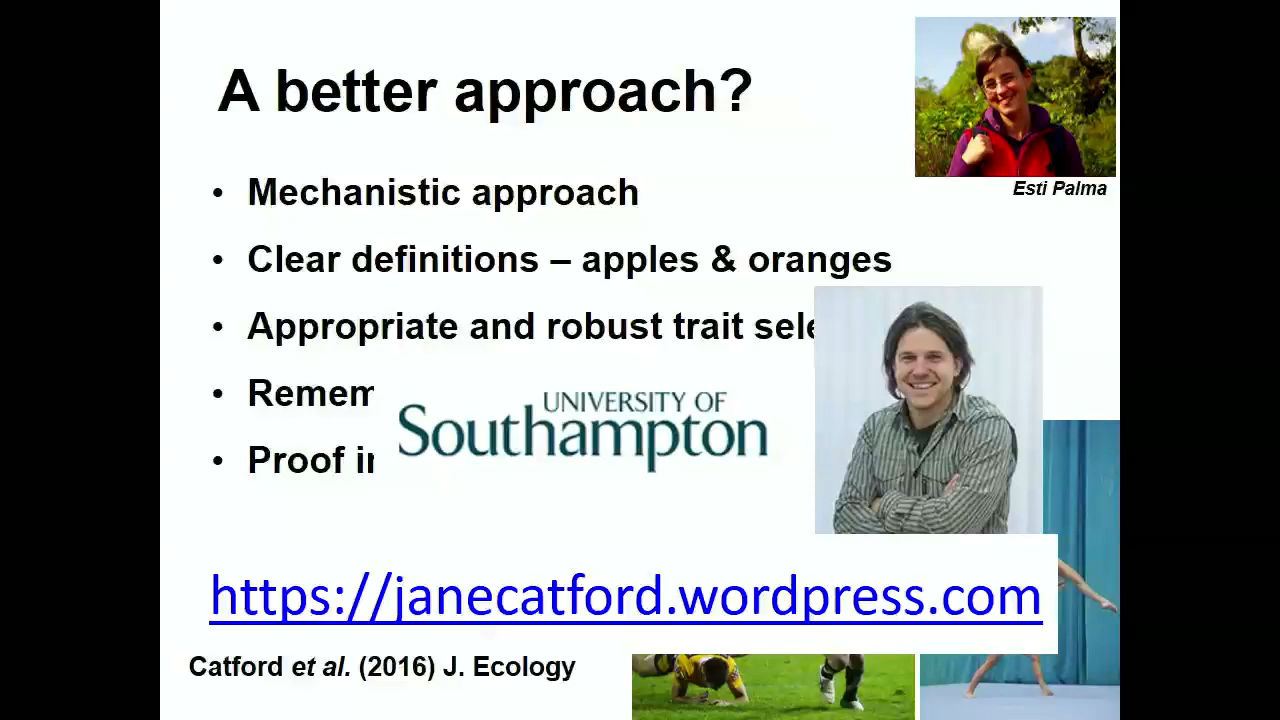 A better approach?
Esti Palma
• Mechanistic approach
• Clear definitions – apples & oranges
• Appropriate and robust trait sele
• Remem
• Proof in
UNIVERSITY OF
Southampton
https://janecatford.wordpress.com
Catford et al. (2016) J. Ecology